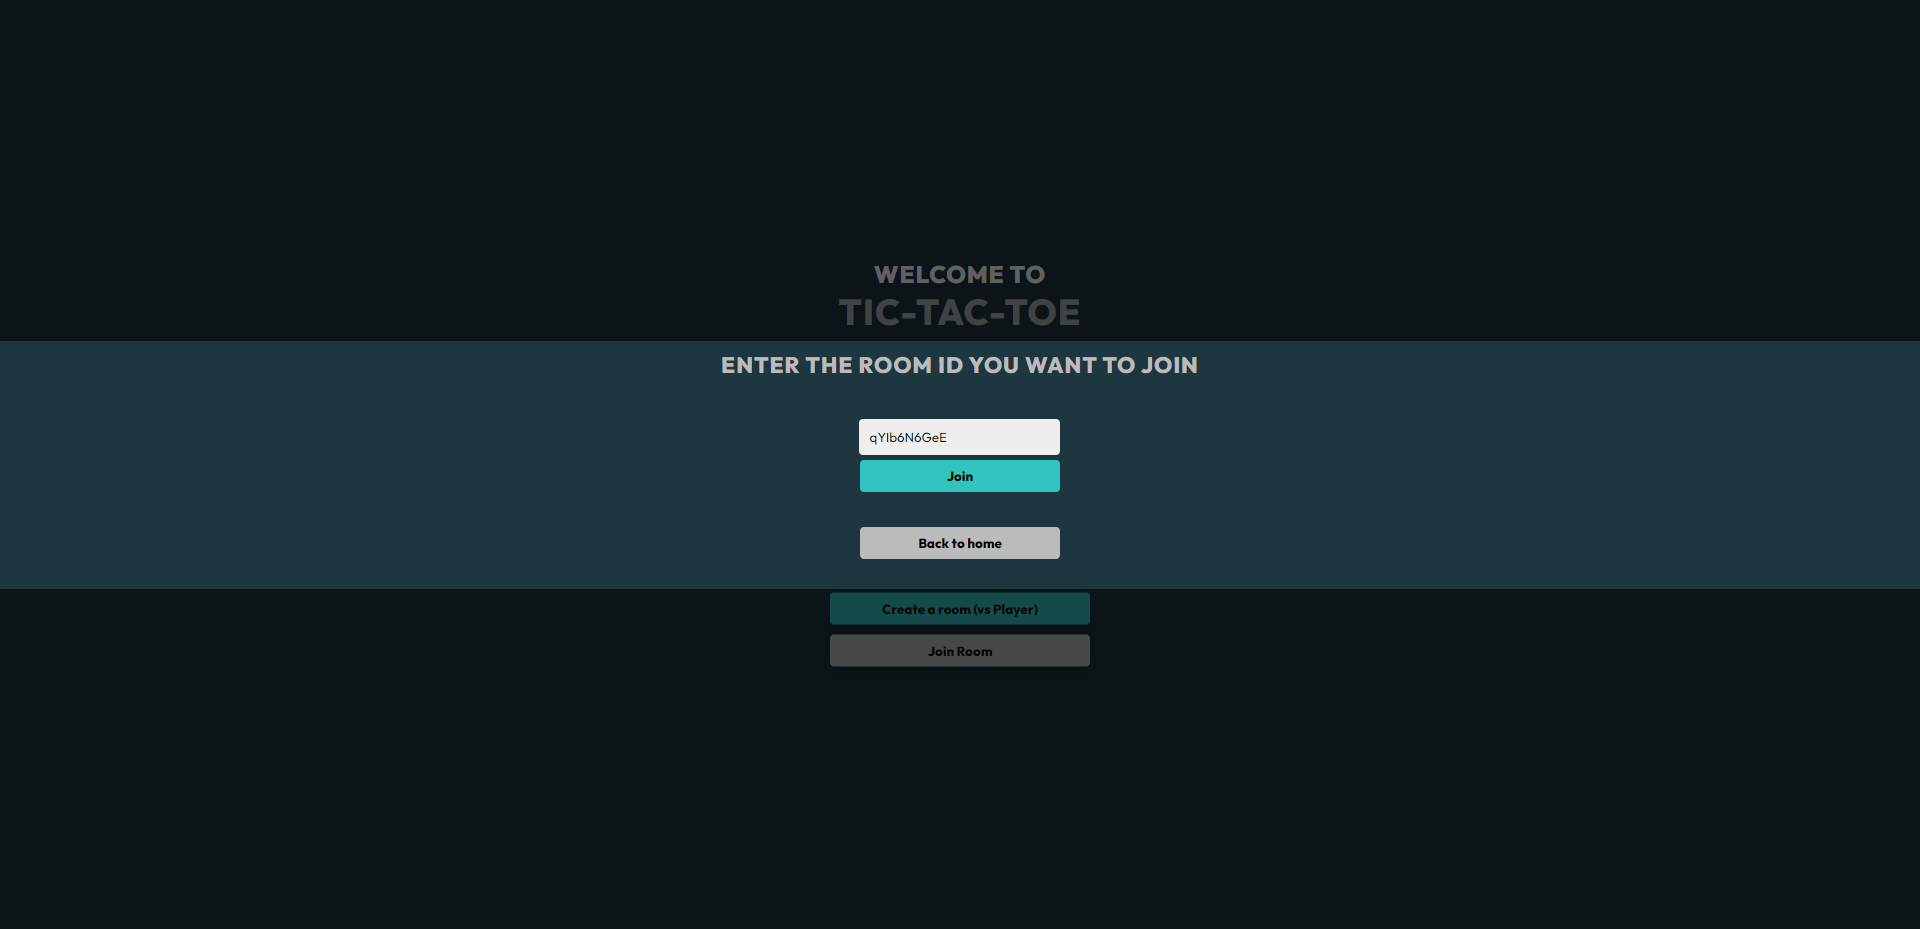 WELCOME TO
TIC-TAC-TOE
ENTER THE ROOM ID YOU WANT TO JOIN
qYIb6N6GeE
Join
Back to home
Create a room (vs Player)
Join Room